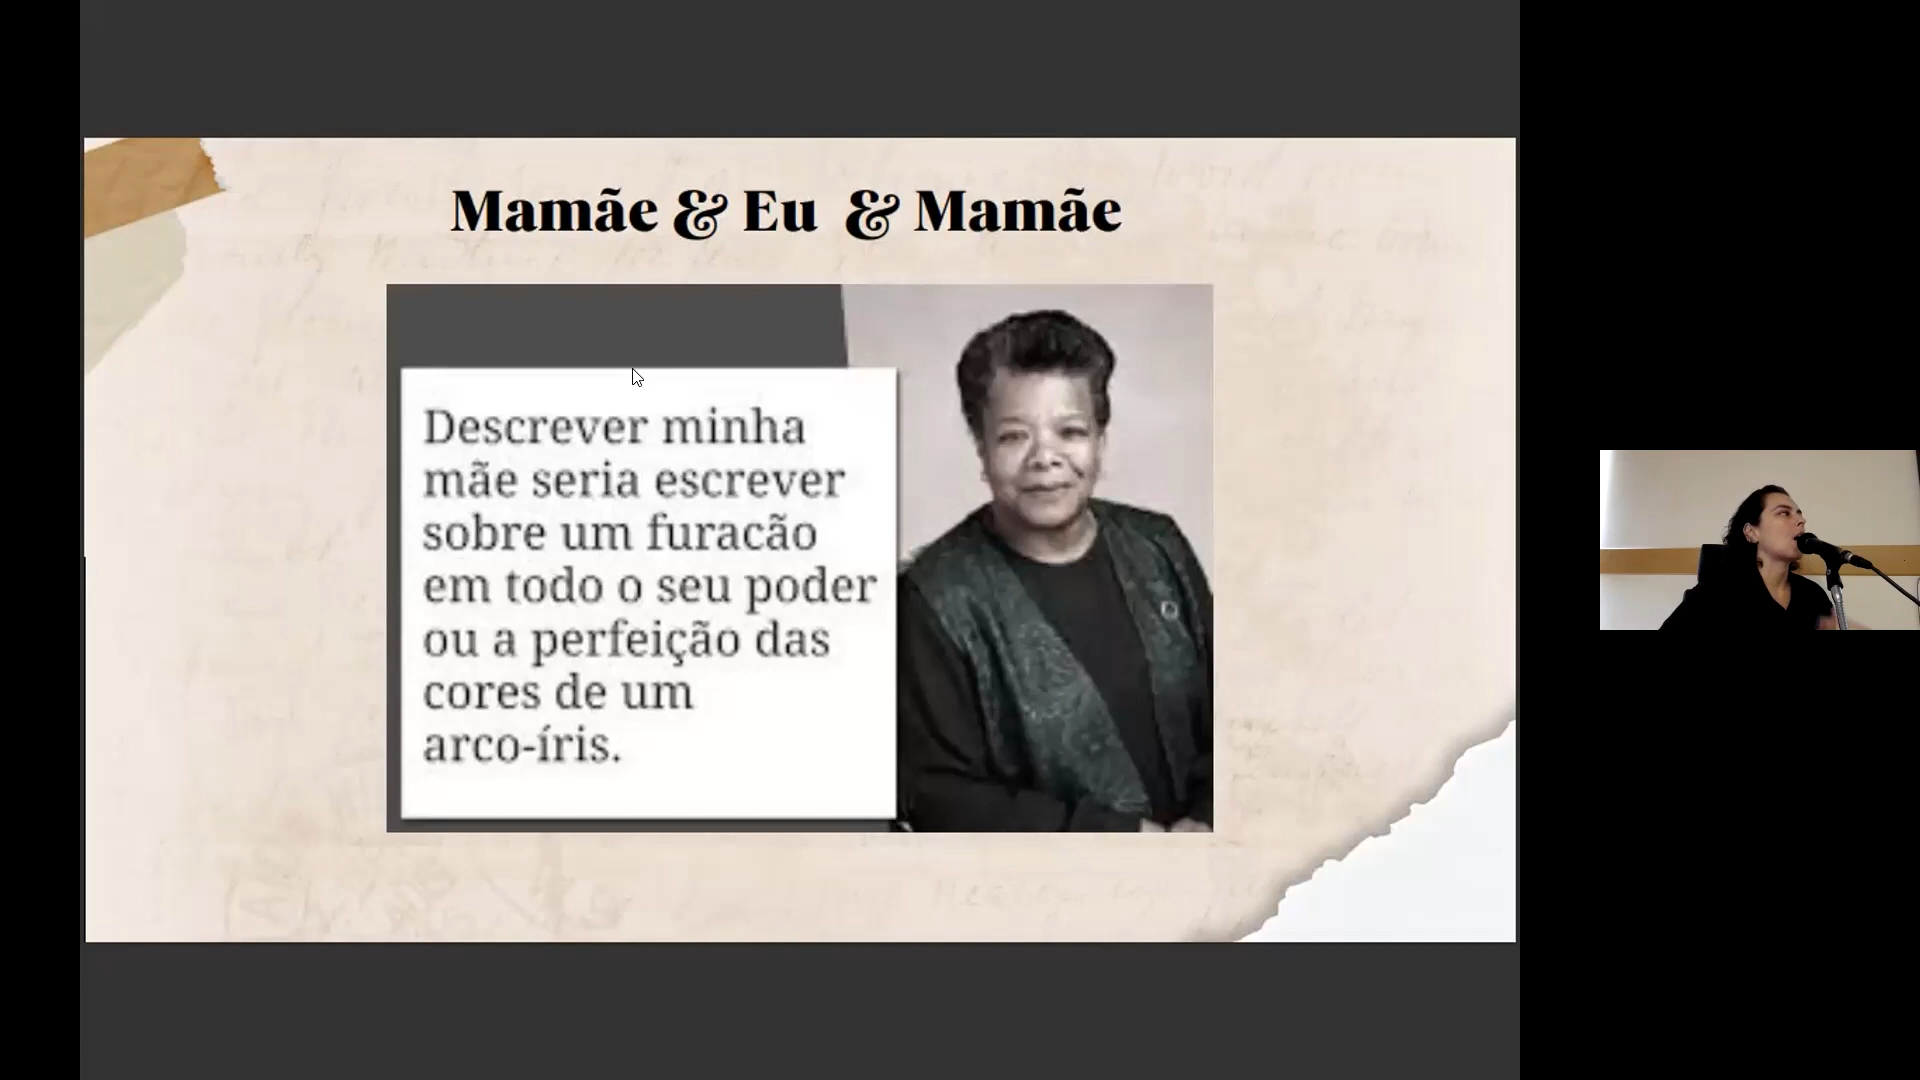 Mamãe & Eu & Mamãe
Descrever minha
mãe seria escrever
sobre um furacão
em todo o seu poder
ou a perfeição das
cores de um
arco-íris.